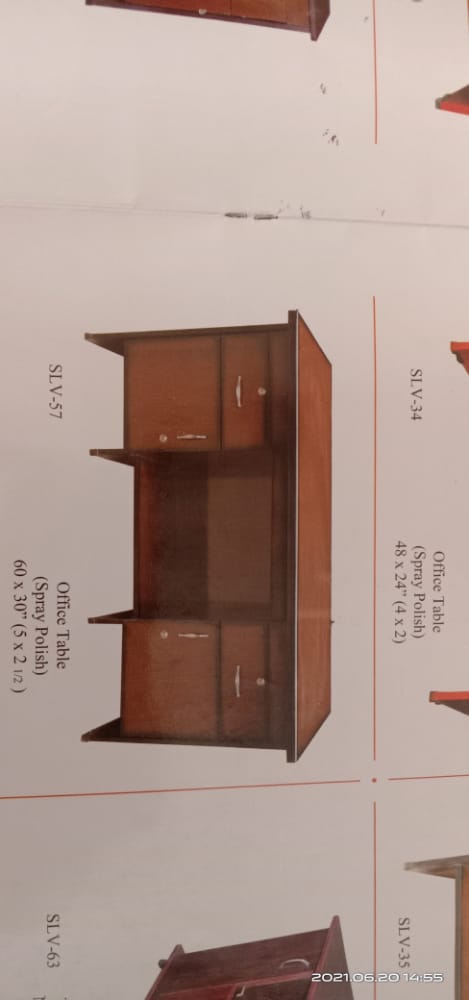 SLV-34
Office Table
(Spray Polish)
48 x 24" (4 x 2)
SLV-57
Office Table
(Spray Polish)
60 x 30" (5 x 2 1/2 )
SLV-35
SLV-63
2021.06.20 14:55